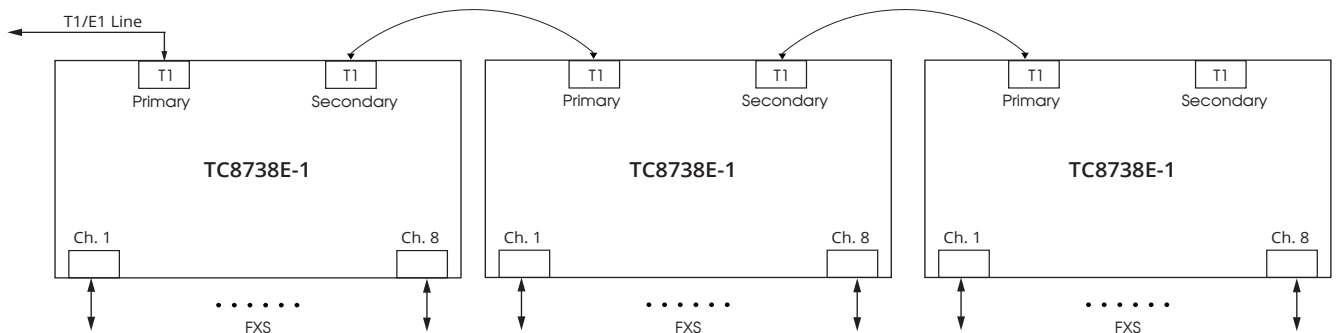 T1/E1 Line
T1
Primary
T1
Secondary
TC8738E-1
Ch. 1
Ch. 8
FXS
T1
Primary
T1
Secondary
TC8738E-1
Ch. 1
Ch. 8
FXS
T1
Primary
T1
Secondary
TC8738E-1
Ch. 1
Ch. 8
FXS